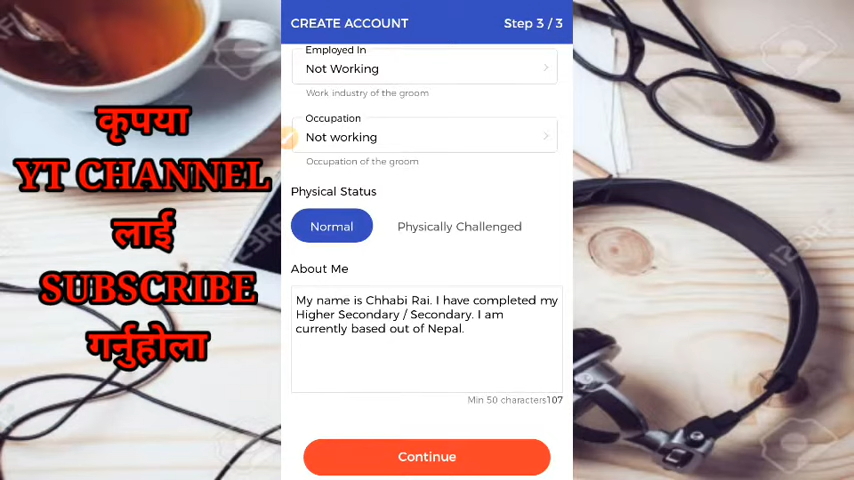 कृपया
YT CHANNEL
लाई
SUBSCRIBE
गर्नुहोला
CREATE ACCOUNT
Step 3 / 3
Employed In
Not Working
Work industry of the groom
Occupation
Not working
Occupation of the groom
Physical Status
Normal
Physically Challenged
About Me
My name is Chhabi Rai. I have completed my
Higher Secondary / Secondary. I am
currently based out of Nepal.
Min 50 characters107
Continue